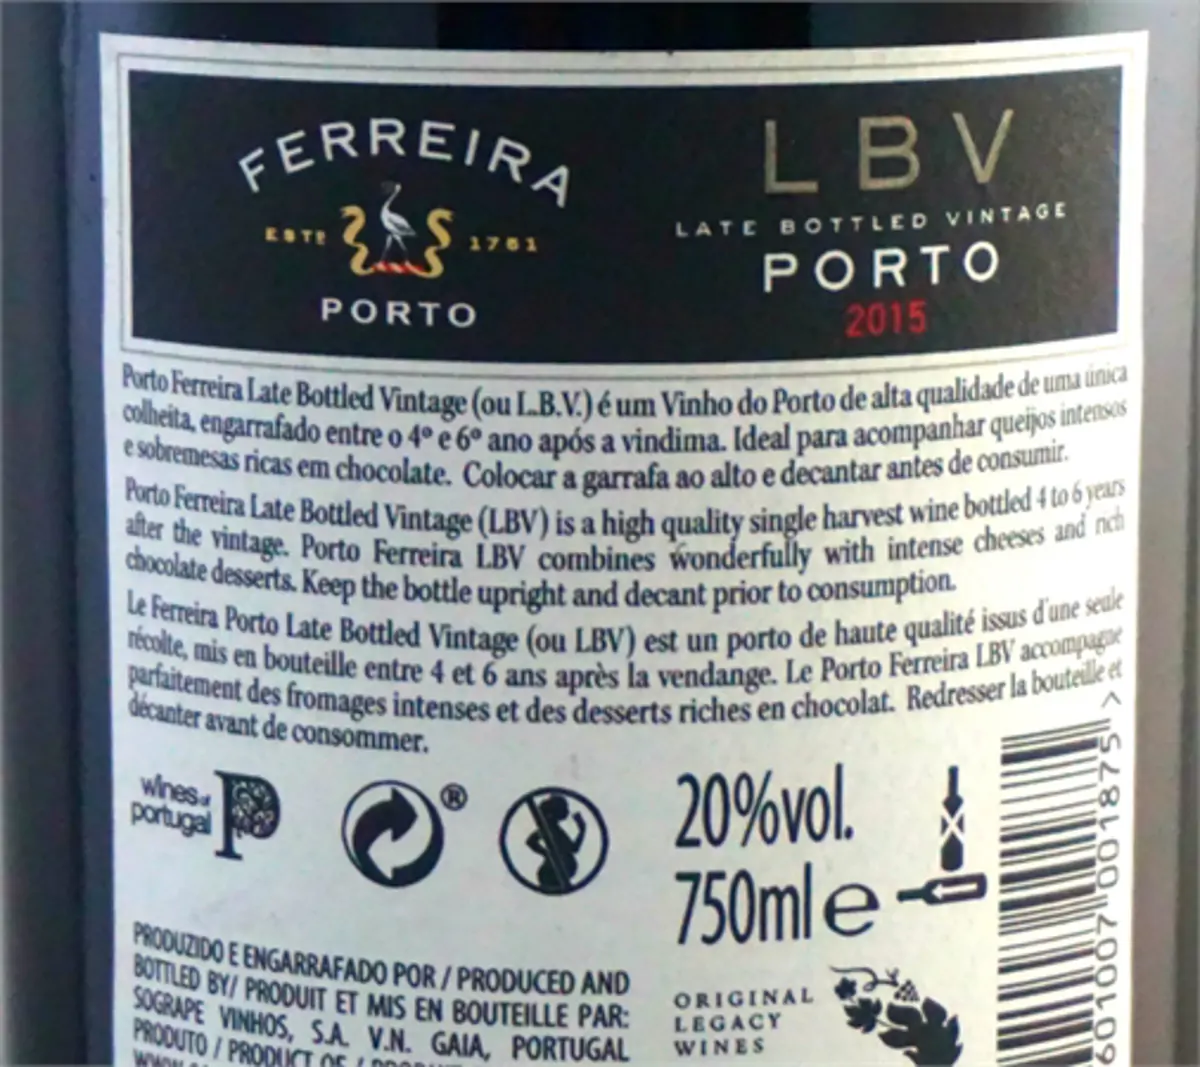 FERREIRA
ESTº 1751
PORTO
LBV
LATE BOTTLED VINTAGE
PORTO
2015
Porto Ferreira Late Bottled Vintage (ou L.B.V.) é um Vinho do Porto de alta qualidade de uma única
colheita, engarrafado entre o 4º e 6º ano após a vindima. Ideal para acompanhar queijos intensos
e sobremesas ricas em chocolate. Colocar a garrafa ao alto e decantar antes de consumir.
Porto Ferreira Late Bottled Vintage (LBV) is a high quality single harvest wine bottled 4 to 6 years
after the vintage. Porto Ferreira LBV combines wonderfully with intense cheeses and rich
chocolate desserts. Keep the bottle upright and decant prior to consumption.
Le Ferreira Porto Late Bottled Vintage (ou LBV) est un porto de haute qualité issus d'une seule
récolte, mis en bouteille entre 4 et 6 ans après la vendange. Le Porto Ferreira LBV accompagne
parfaitement des fromages intenses et des desserts riches en chocolat. Redresser la bouteille et
décanter avant de consommer.
wines of
portugal
P
®
20%vol.
750ml e
PRODUZIDO E ENGARRAFADO POR / PRODUCED AND
BOTTLED BY/ PRODUIT ET MIS EN BOUTEILLE PAR:
SOGRAPE VINHOS, S.A. V.N. GAIA, PORTUGAL
PRODUTO / PRODUCT OF /
ORIGINAL
LEGACY
WINES
601007 001875 >